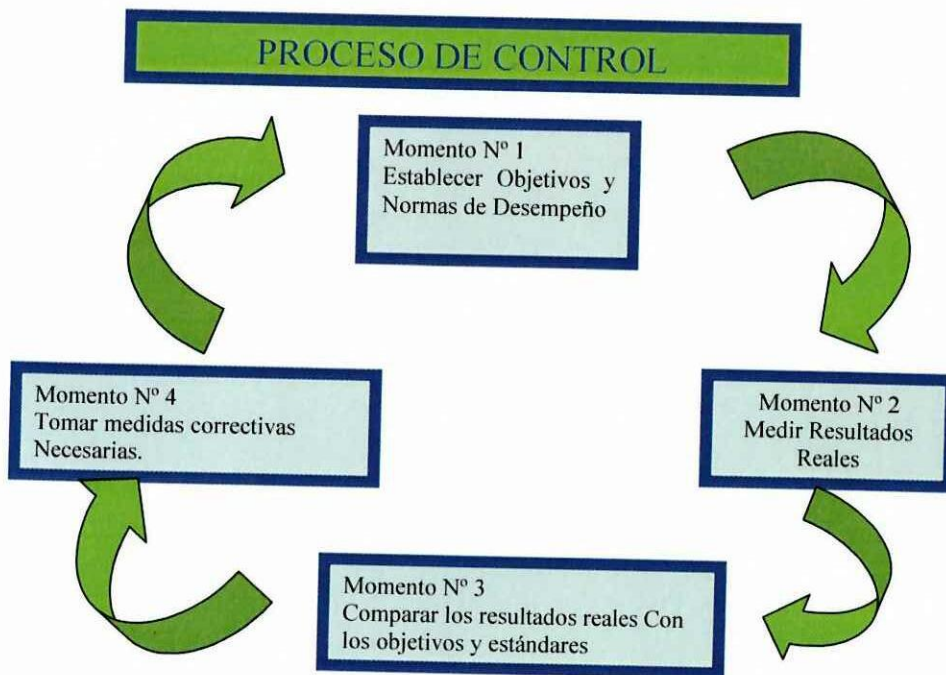 PROCESO DE CONTROL
Momento Nº 1
Establecer Objetivos y
Normas de Desempeño
Momento Nº 2
Medir Resultados
Reales
Momento Nº 3
Comparar los resultados reales Con
los objetivos y estándares
Momento Nº 4
Tomar medidas correctivas
Necesarias.